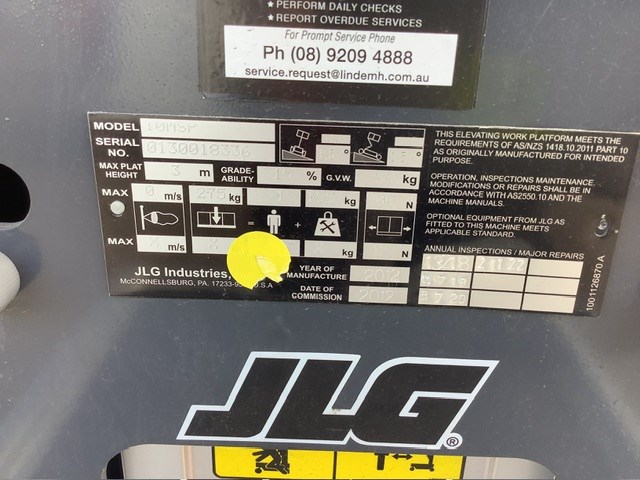 ★ PERFORM DAILY CHECKS
★ REPORT OVERDUE SERVICES
For Prompt Service Phone
Ph (08) 9209 4888
service.request@lindemh.com.au
MODEL 10MSP
SERIAL NO. 0130018336
MAX PLAT HEIGHT 3 m GRADE-ABILITY % G.V.W. kg
MAX 0 m/s 275 kg = + kg N
MAX m/s kg N
JLG Industries,
McCONNELLSBURG, PA. 17233-9 U.S.A
YEAR OF MANUFACTURE 2012
DATE OF COMMISSION 2012
THIS ELEVATING WORK PLATFORM MEETS THE
REQUIREMENTS OF AS/NZS 1418.10.2011 PART 10
AS ORIGINALLY MANUFACTURED FOR INTENDED
PURPOSE.
OPERATION, INSPECTIONS MAINTENANCE,
MODIFICATIONS OR REPAIRS SHALL BE IN
ACCORDANCE WITH AS2550.10 AND THE
MACHINE MANUALS.
OPTIONAL EQUIPMENT FROM JLG AS
FITTED TO THIS MACHINE MEETS
APPLICABLE STANDARD.
ANNUAL INSPECTIONS / MAJOR REPAIRS
1001126870 A
JLG®